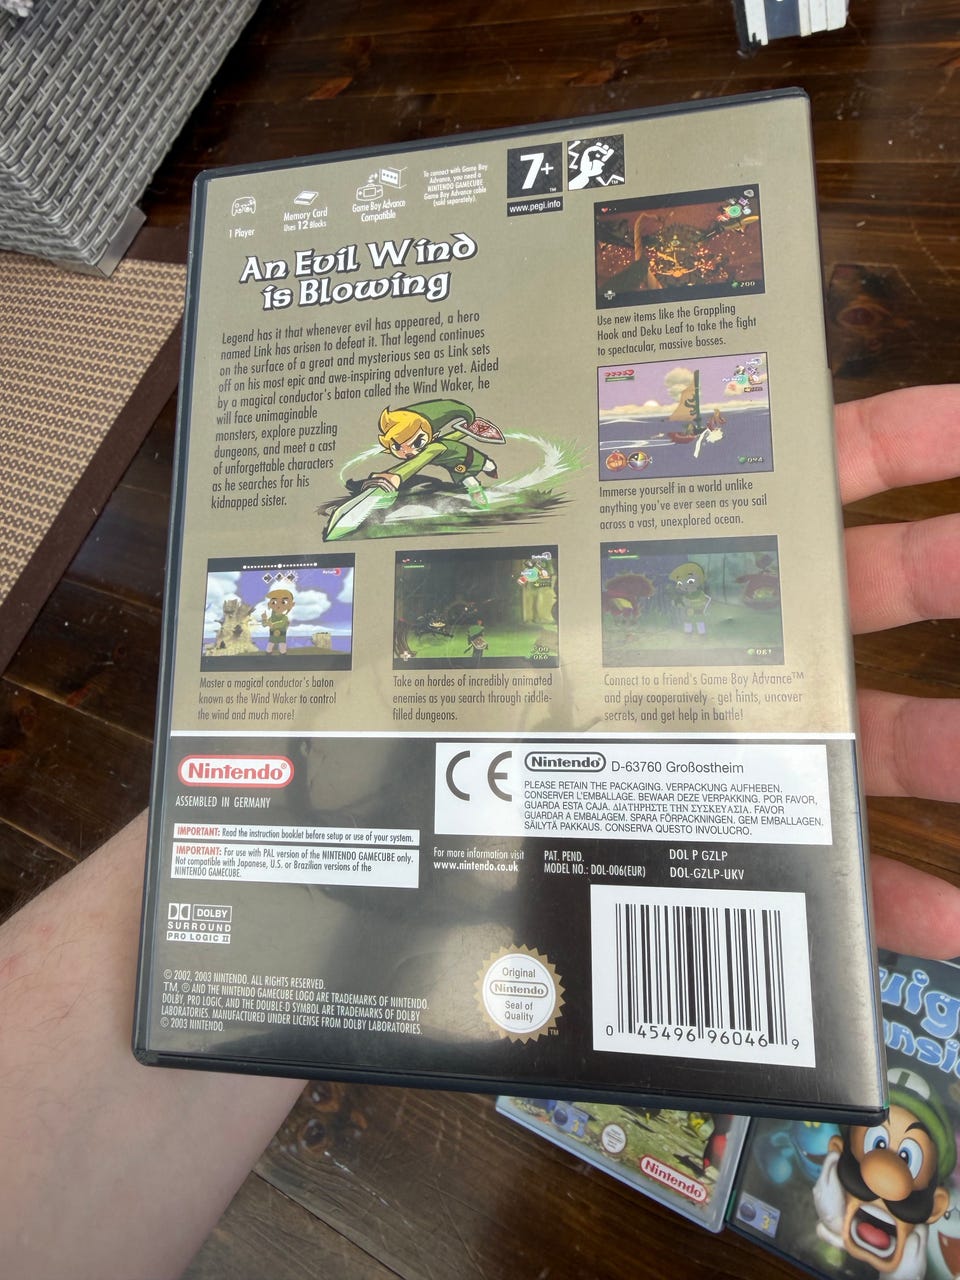 1 Player
Memory Card
Uses 12 Blocks
Game Boy Advance
Compatible
To connect with Game Boy
Advance, you need a
NINTENDO GAMECUBE
Game Boy Advance cable
(sold separately).
7+
™
www.pegi.info
An Evil Wind
is Blowing
Legend has it that whenever evil has appeared, a hero
named Link has arisen to defeat it. That legend continues
on the surface of a great and mysterious sea as Link sets
off on his most epic and awe-inspiring adventure yet. Aided
by a magical conductor's baton called the Wind Waker, he
will face unimaginable
monsters, explore puzzling
dungeons, and meet a cast
of unforgettable characters
as he searches for his
kidnapped sister.
200
Use new items like the Grappling
Hook and Deku Leaf to take the fight
to spectacular, massive bosses.
Immerse yourself in a world unlike
anything you've ever seen as you sail
across a vast, unexplored ocean.
Return
Master a magical conductor's baton
known as the Wind Waker to control
the wind and much more!
Defend
Take on hordes of incredibly animated
enemies as you search through riddle-
filled dungeons.
Connect to a friend's Game Boy Advance™
and play cooperatively - get hints, uncover
secrets, and get help in battle!
Nintendo®
ASSEMBLED IN GERMANY
IMPORTANT: Read the instruction booklet before setup or use of your system.
IMPORTANT: For use with PAL version of the NINTENDO GAMECUBE only.
Not compatible with Japanese, U.S. or Brazilian versions of the
NINTENDO GAMECUBE.
CE
Nintendo® D-63760 Großostheim
PLEASE RETAIN THE PACKAGING. VERPACKUNG AUFHEBEN.
CONSERVER L'EMBALLAGE. BEWAAR DEZE VERPAKKING. POR FAVOR,
GUARDA ESTA CAJA. ΔΙΑΤΗΡΗΣΤΕ ΤΗΝ ΣΥΣΚΕΥΑΣΙΑ. FAVOR
GUARDAR A EMBALAGEM. SPARA FÖRPACKNINGEN. GEM EMBALLAGEN.
SÄILYTÄ PAKKAUS. CONSERVA QUESTO INVOLUCRO.
For more information visit
www.nintendo.co.uk
PAT. PEND.
MODEL NO.: DOL-006(EUR)
DOL P GZLP
DOL-GZLP-UKV
DOLBY
SURROUND
PRO LOGIC II
© 2002, 2003 NINTENDO. ALL RIGHTS RESERVED.
TM, ® AND THE NINTENDO GAMECUBE LOGO ARE TRADEMARKS OF NINTENDO.
DOLBY, PRO LOGIC, AND THE DOUBLE-D SYMBOL ARE TRADEMARKS OF DOLBY
LABORATORIES. MANUFACTURED UNDER LICENSE FROM DOLBY LABORATORIES.
© 2003 NINTENDO.
Original
Nintendo
Seal of
Quality
™
0 45496 96046 9
Nintendo
3+